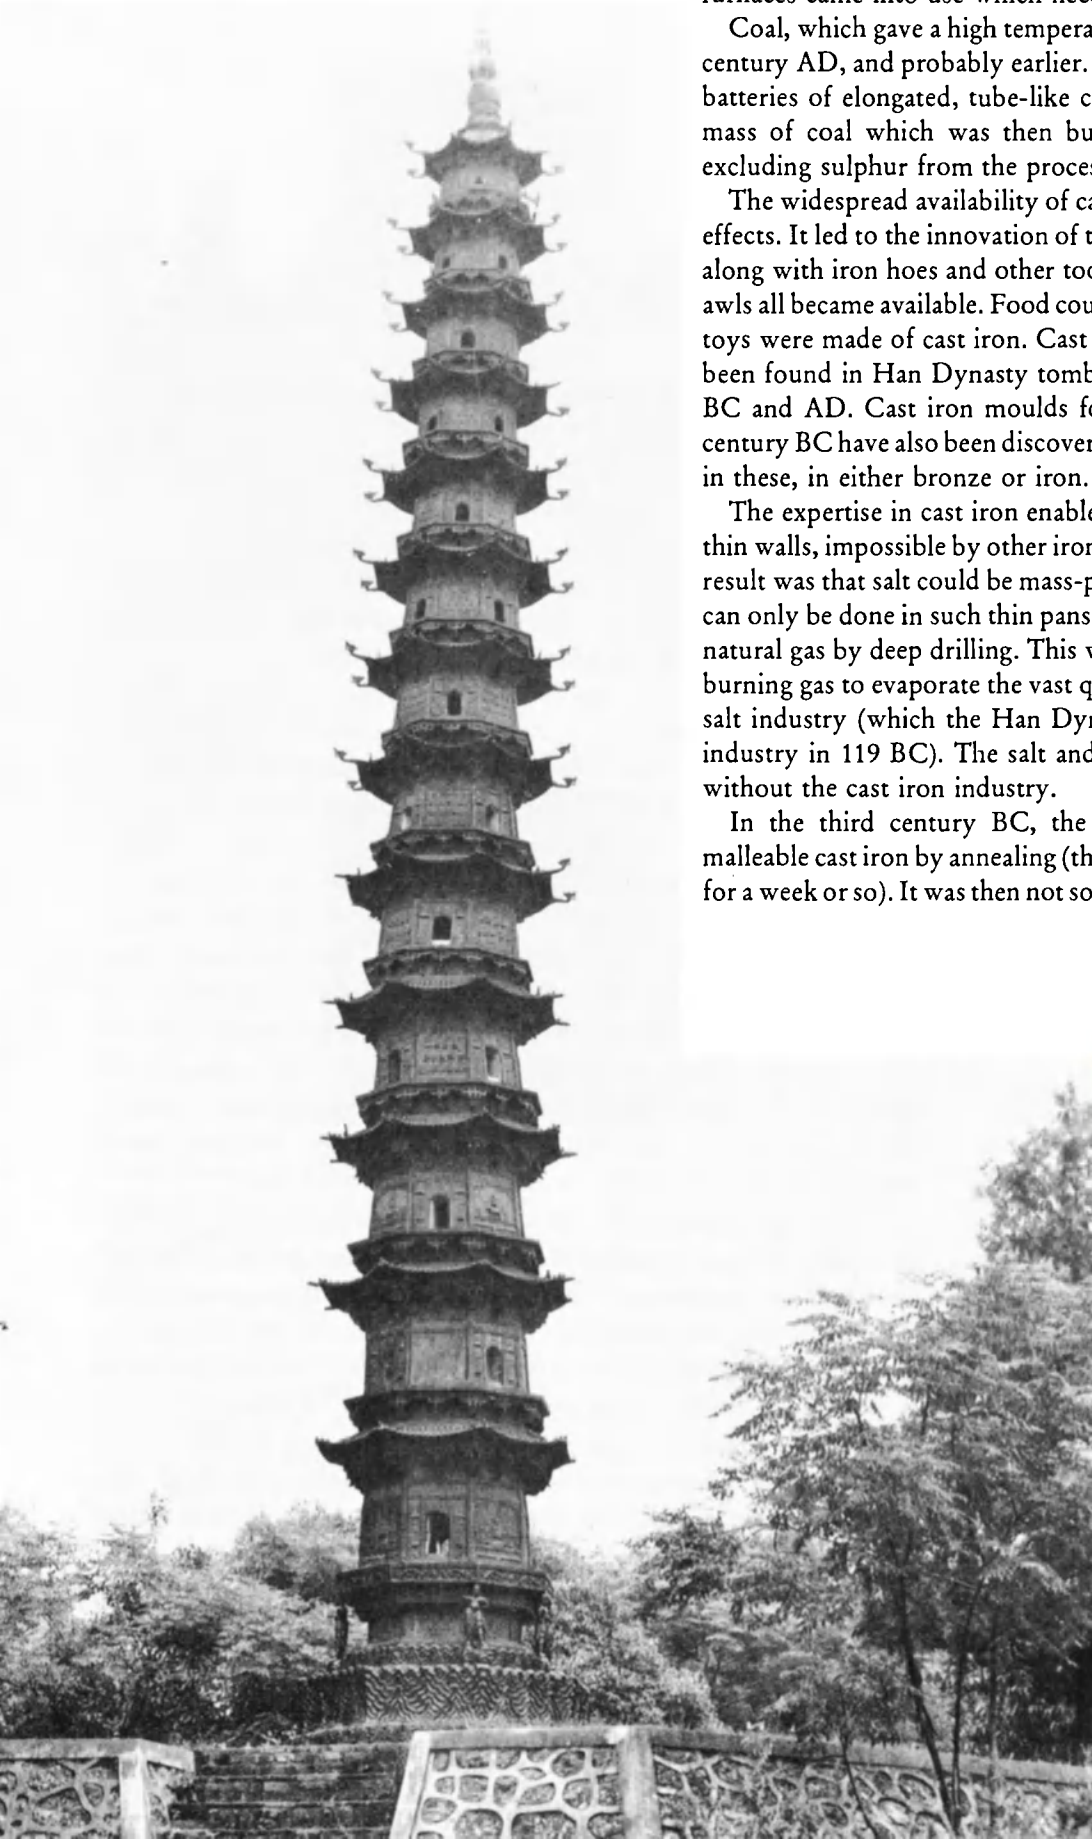 furnaces came into use which
Coal, which gave a high tempera
century AD, and probably earlier.
batteries of elongated, tube-like c
mass of coal which was then bu
excluding sulphur from the proces
The widespread availability of ca
effects. It led to the innovation of t
along with iron hoes and other too
awls all became available. Food cou
toys were made of cast iron. Cast
been found in Han Dynasty tomb
BC and AD. Cast iron moulds fo
century BC have also been discover
in these, in either bronze or iron.
The expertise in cast iron enable
thin walls, impossible by other iron
result was that salt could be mass-p
can only be done in such thin pans
natural gas by deep drilling. This w
burning gas to evaporate the vast q
salt industry (which the Han Dyn
industry in 119 BC). The salt and
without the cast iron industry.
In the third century BC, the
malleable cast iron by annealing (th
for a week or so). It was then not so